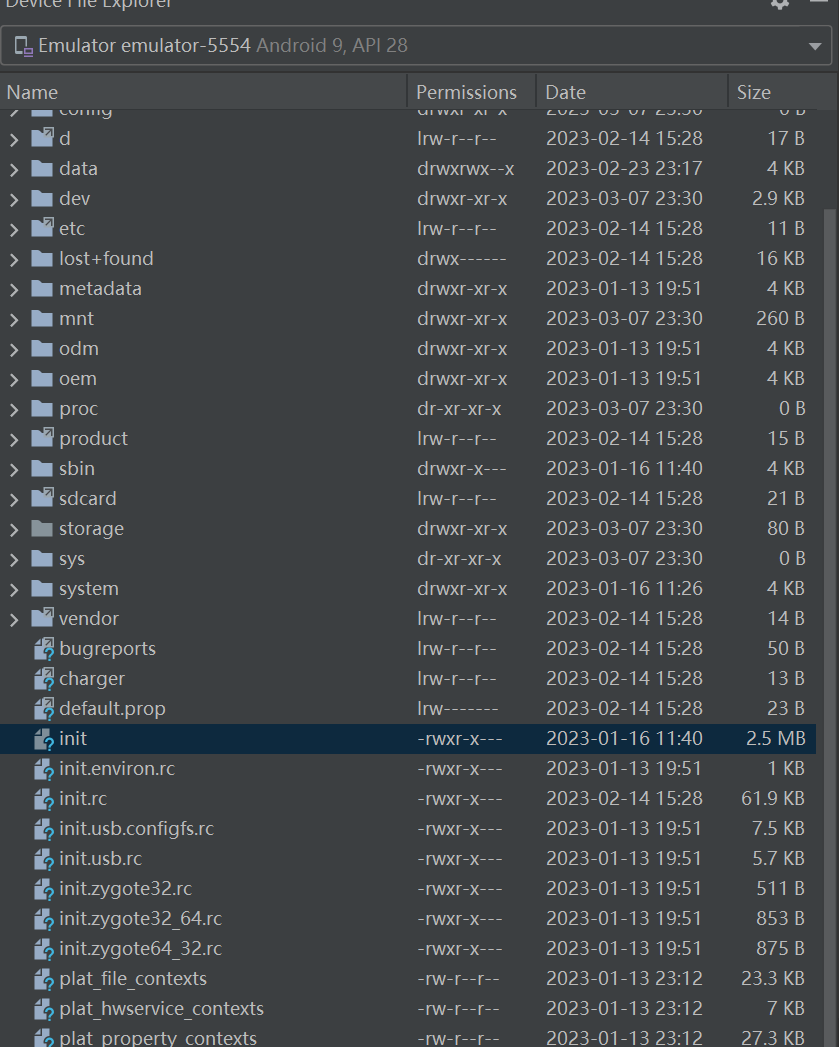 Device File Explorer
Emulator emulator-5554 Android 9, API 28
Name Permissions Date Size
config drwxr-xr-x 2023-03-07 23:30 0 B
d lrw-r--r-- 2023-02-14 15:28 17 B
data drwxrwx--x 2023-02-23 23:17 4 KB
dev drwxr-xr-x 2023-03-07 23:30 2.9 KB
etc lrw-r--r-- 2023-02-14 15:28 11 B
lost+found drwx------ 2023-02-14 15:28 16 KB
metadata drwxr-xr-x 2023-01-13 19:51 4 KB
mnt drwxr-xr-x 2023-03-07 23:30 260 B
odm drwxr-xr-x 2023-01-13 19:51 4 KB
oem drwxr-xr-x 2023-01-13 19:51 4 KB
proc dr-xr-xr-x 2023-03-07 23:30 0 B
product lrw-r--r-- 2023-02-14 15:28 15 B
sbin drwxr-x--- 2023-01-16 11:40 4 KB
sdcard lrw-r--r-- 2023-02-14 15:28 21 B
storage drwxr-xr-x 2023-03-07 23:30 80 B
sys dr-xr-xr-x 2023-03-07 23:30 0 B
system drwxr-xr-x 2023-01-16 11:26 4 KB
vendor lrw-r--r-- 2023-02-14 15:28 14 B
bugreports lrw-r--r-- 2023-02-14 15:28 50 B
charger lrw-r--r-- 2023-02-14 15:28 13 B
default.prop lrw------- 2023-02-14 15:28 23 B
init -rwxr-x--- 2023-01-16 11:40 2.5 MB
init.environ.rc -rwxr-x--- 2023-01-13 19:51 1 KB
init.rc -rwxr-x--- 2023-02-14 15:28 61.9 KB
init.usb.configfs.rc -rwxr-x--- 2023-01-13 19:51 7.5 KB
init.usb.rc -rwxr-x--- 2023-01-13 19:51 5.7 KB
init.zygote32.rc -rwxr-x--- 2023-01-13 19:51 511 B
init.zygote32_64.rc -rwxr-x--- 2023-01-13 19:51 853 B
init.zygote64_32.rc -rwxr-x--- 2023-01-13 19:51 875 B
plat_file_contexts -rw-r--r-- 2023-01-13 23:12 23.3 KB
plat_hwservice_contexts -rw-r--r-- 2023-01-13 23:12 7 KB
plat_property_contexts -rw-r--r-- 2023-01-13 23:12 27.3 KB